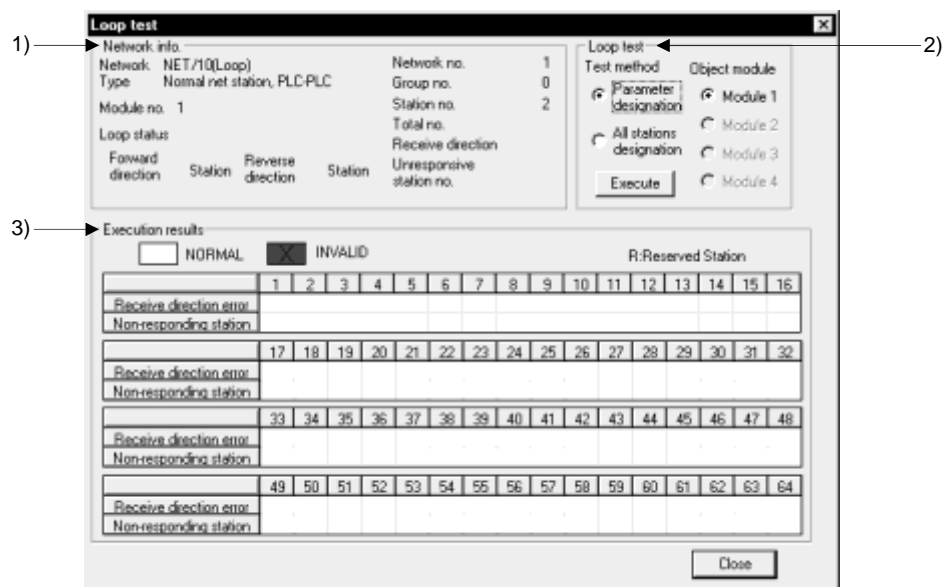 Loop test
1)
2)
Network info.
Network NET/10(Loop)
Type Normal net station, PLC-PLC
Module no. 1
Loop status
Forward direction Station Reverse direction Station
Network no. 1
Group no. 0
Station no. 2
Total no.
Receive direction
Unresponsive station no.
Loop test
Test method
Parameter designation
All stations designation
Execute
Object module
Module 1
Module 2
Module 3
Module 4
3)
Execution results
NORMAL X INVALID R:Reserved Station
1 2 3 4 5 6 7 8 9 10 11 12 13 14 15 16
Receive direction error
Non-responding station
17 18 19 20 21 22 23 24 25 26 27 28 29 30 31 32
Receive direction error
Non-responding station
33 34 35 36 37 38 39 40 41 42 43 44 45 46 47 48
Receive direction error
Non-responding station
49 50 51 52 53 54 55 56 57 58 59 60 61 62 63 64
Receive direction error
Non-responding station
Close